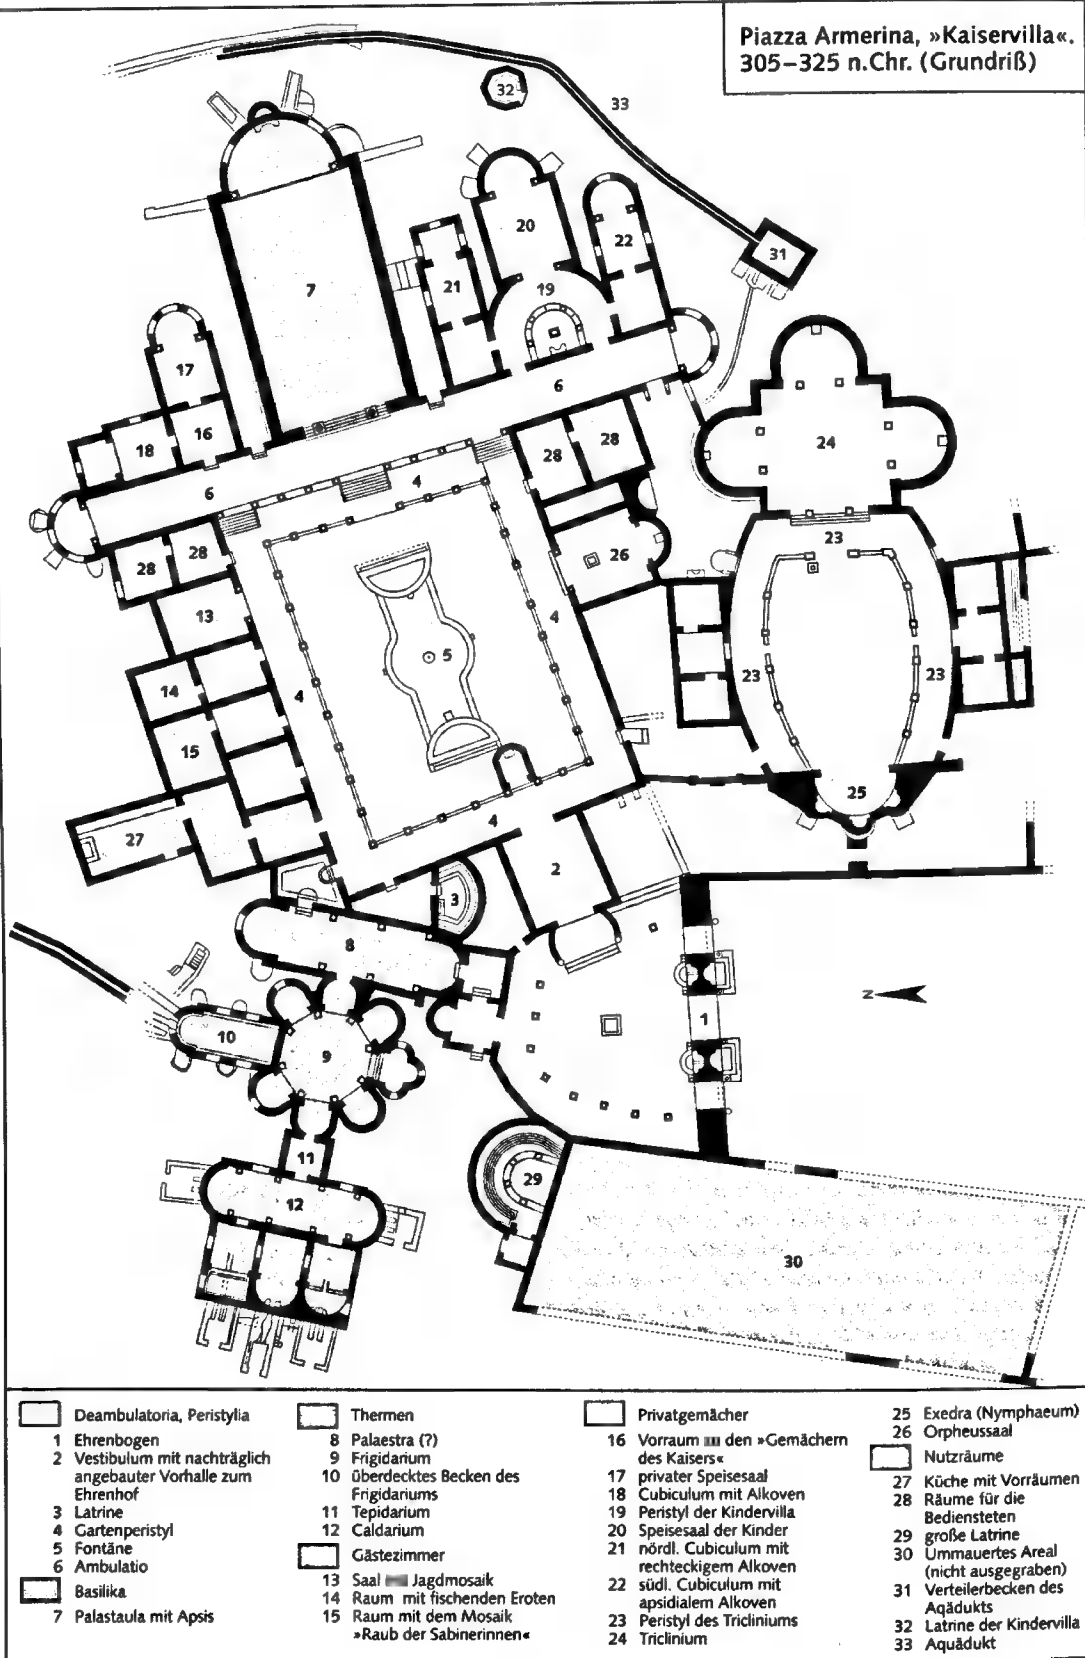 Piazza Armerina, »Kaiservilla«.
305–325 n.Chr. (Grundriß)
32
33
20
22
31
21
19
7
17
6
16
18
28
28
24
4
6
23
28
28
26
13
4
5
23
23
14
4
15
25
27
4
2
3
8
N
1
10
9
11
29
12
30
Deambulatoria, Peristylia
1 Ehrenbogen
2 Vestibulum mit nachträglich
angebauter Vorhalle zum
Ehrenhof
3 Latrine
4 Gartenperistyl
5 Fontäne
6 Ambulatio
Basilika
7 Palastaula mit Apsis
Thermen
8 Palaestra (?)
9 Frigidarium
10 überdecktes Becken des
Frigidariums
11 Tepidarium
12 Caldarium
Gästezimmer
13 Saal Jagdmosaik
14 Raum mit fischenden Eroten
15 Raum mit dem Mosaik
»Raub der Sabinerinnen«
Privatgemächer
16 Vorraum den »Gemächern
des Kaisers«
17 privater Speisesaal
18 Cubiculum mit Alkoven
19 Peristyl der Kindervilla
20 Speisesaal der Kinder
21 nördl. Cubiculum mit
rechteckigem Alkoven
22 südl. Cubiculum mit
apsidialem Alkoven
23 Peristyl des Tricliniums
24 Triclinium
25 Exedra (Nymphaeum)
26 Orpheussaal
Nutzräume
27 Küche mit Vorräumen
28 Räume für die
Bediensteten
29 große Latrine
30 Ummauertes Areal
(nicht ausgegraben)
31 Verteilerbecken des
Aqädukts
32 Latrine der Kindervilla
33 Aquädukt